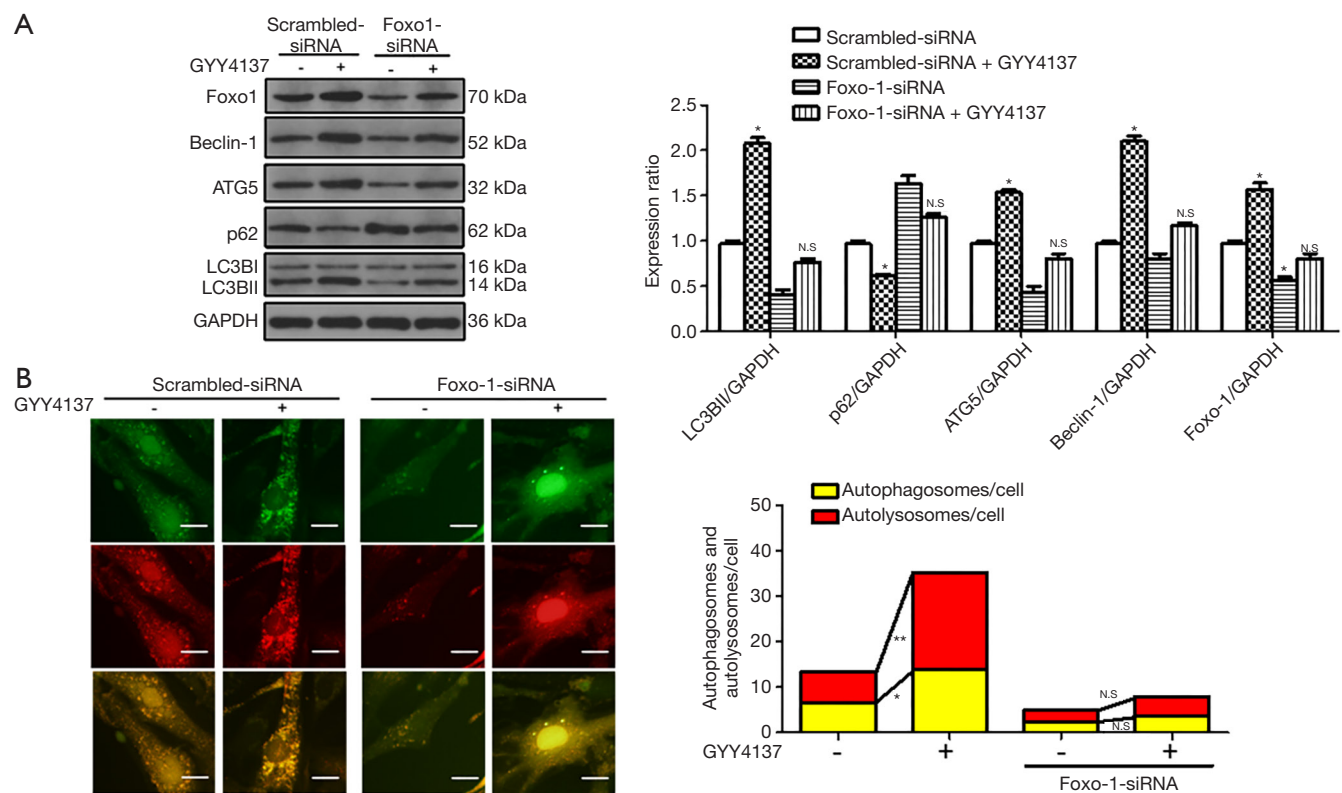 A
Scrambled-
siRNA
Foxo1-
siRNA
GYY4137 - + - +
Foxo1 70 kDa
Beclin-1 52 kDa
ATG5 32 kDa
p62 62 kDa
LC3BI 16 kDa
LC3BII 14 kDa
GAPDH 36 kDa
Scrambled-siRNA
Scrambled-siRNA + GYY4137
Foxo-1-siRNA
Foxo-1-siRNA + GYY4137
Expression ratio
2.5
2.0
1.5
1.0
0.5
0.0
* N.S
* N.S
* N.S
* N.S
* * N.S
LC3BII/GAPDH
p62/GAPDH
ATG5/GAPDH
Beclin-1/GAPDH
Foxo-1/GAPDH
B
Scrambled-siRNA Foxo-1-siRNA
GYY4137 - + - +
Autophagosomes/cell
Autolysosomes/cell
Autophagosomes and
autolysosomes/cell
50
40
30
20
10
0
**
*
N.S
N.S
GYY4137 - + - +
Foxo-1-siRNA